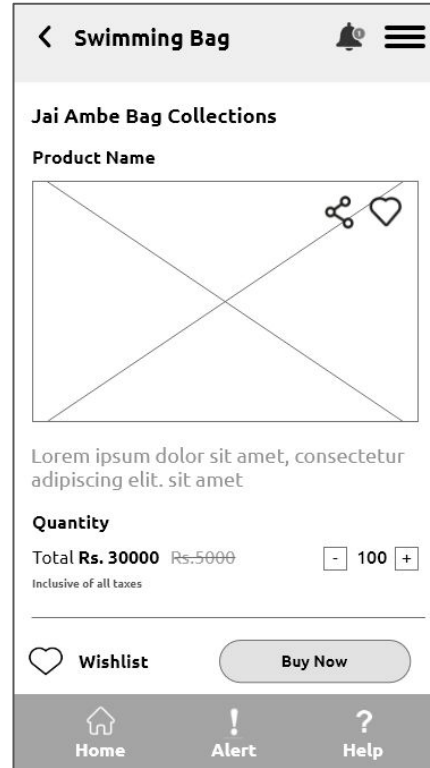 Swimming Bag
Jai Ambe Bag Collections
Product Name
Lorem ipsum dolor sit amet, consectetur
adipiscing elit. sit amet
Quantity
Total Rs. 30000 Rs.5000 - 100 +
Inclusive of all taxes
Wishlist Buy Now
Home Alert Help